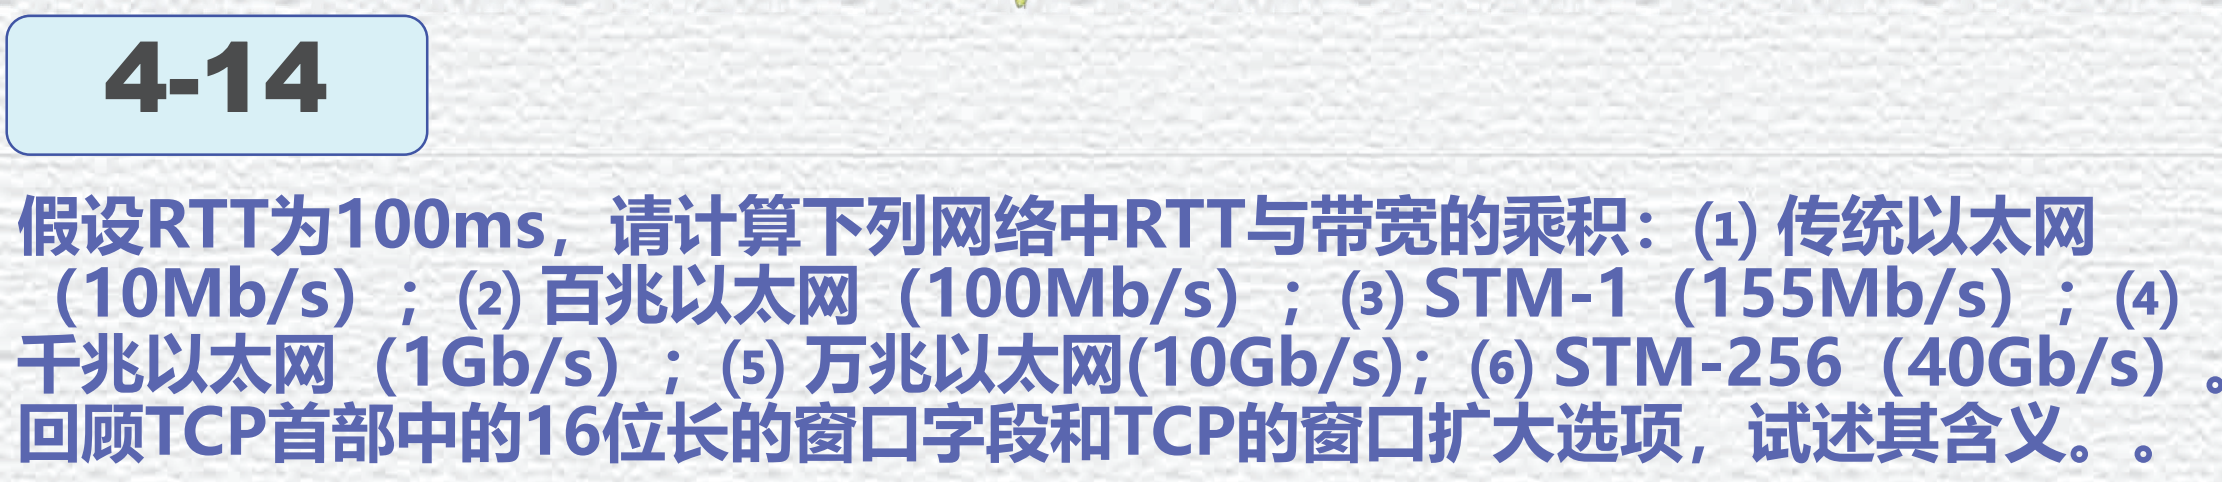 4-14
假设RTT为100ms，请计算下列网络中RTT与带宽的乘积：(1) 传统以太网
（10Mb/s）；(2) 百兆以太网（100Mb/s）；(3) STM-1（155Mb/s）；(4)
千兆以太网（1Gb/s）；(5) 万兆以太网(10Gb/s)；(6) STM-256（40Gb/s）。
回顾TCP首部中的16位长的窗口字段和TCP的窗口扩大选项，试述其含义。。